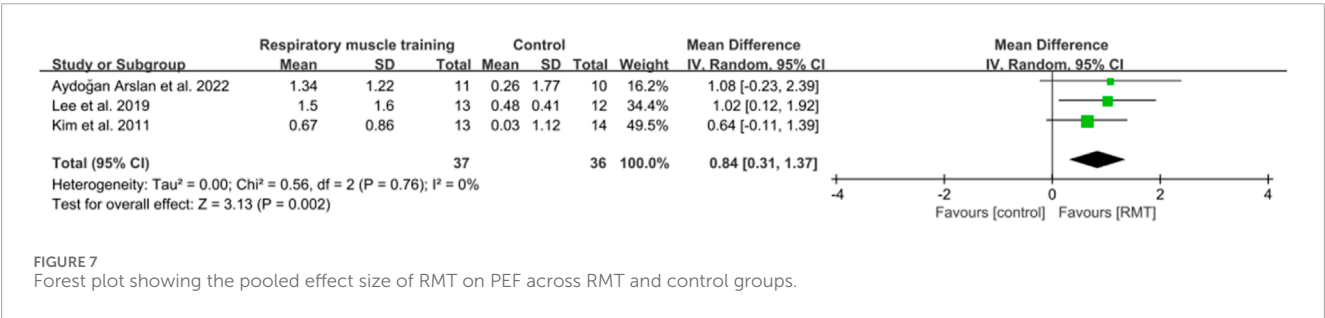 Respiratory muscle training Control Mean Difference Mean Difference
Study or Subgroup Mean SD Total Mean SD Total Weight IV, Random, 95% CI IV, Random, 95% CI
Aydoğan Arslan et al. 2022 1.34 1.22 11 0.26 1.77 10 16.2% 1.08 [-0.23, 2.39]
Lee et al. 2019 1.5 1.6 13 0.48 0.41 12 34.4% 1.02 [0.12, 1.92]
Kim et al. 2011 0.67 0.86 13 0.03 1.12 14 49.5% 0.64 [-0.11, 1.39]
Total (95% CI) 37 36 100.0% 0.84 [0.31, 1.37]
Heterogeneity: Tau² = 0.00; Chi² = 0.56, df = 2 (P = 0.76); I² = 0%
Test for overall effect: Z = 3.13 (P = 0.002)
-4 -2 0 2 4
Favours [control] Favours [RMT]
FIGURE 7
Forest plot showing the pooled effect size of RMT on PEF across RMT and control groups.